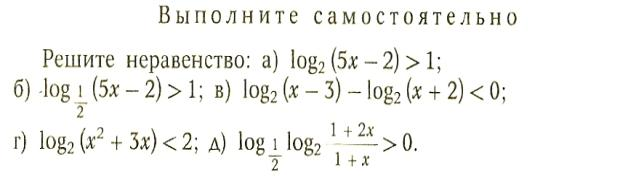 Выполните самостоятельно
Решите неравенство: а) log₂ (5x − 2) > 1;
б) log_{1/2} (5x − 2) > 1; в) log₂ (x − 3) − log₂ (x + 2) < 0;
г) log₂ (x² + 3x) < 2; д) log_{1/2} log₂ (1 + 2x)/(1 + x) > 0.